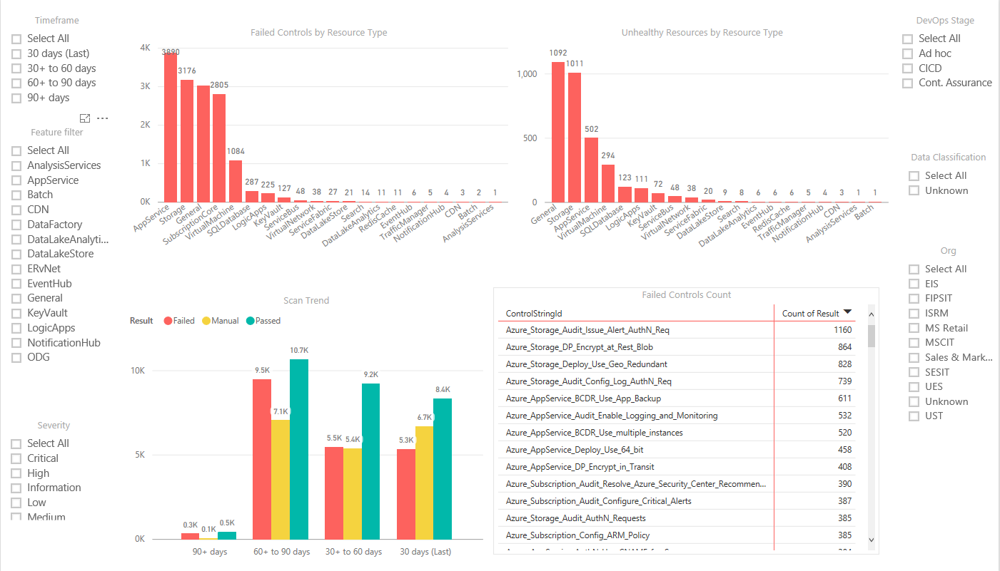 Timeframe
Select All
30 days (Last)
30+ to 60 days
60+ to 90 days
90+ days
Feature filter
Select All
AnalysisServices
AppService
Batch
CDN
DataFactory
DataLakeAnalyti...
DataLakeStore
ERvNet
EventHub
General
KeyVault
LogicApps
NotificationHub
ODG
Severity
Select All
Critical
High
Information
Low
Medium
Failed Controls by Resource Type
4K
3K
2K
1K
0K
3890
3176
2805
1084
287
225
127
48
38
27
21
14
11
11
6
5
4
3
2
1
AppService
Storage
General
SubscriptionCore
VirtualMachine
SQLDatabase
LogicApps
KeyVault
ServiceBus
VirtualNetwork
ServiceFabric
DataLakeStore
Search
DataLakeAnalytics
RedisCache
EventHub
TrafficManager
NotificationHub
CDN
Batch
AnalysisServices
Unhealthy Resources by Resource Type
1,000
500
0
1092
1011
502
294
123
111
72
48
38
20
9
8
6
6
6
5
4
3
1
1
General
Storage
AppService
VirtualMachine
SQLDatabase
LogicApps
KeyVault
ServiceBus
VirtualNetwork
ServiceFabric
DataLakeStore
Search
DataLakeAnalytics
EventHub
RedisCache
TrafficManager
NotificationHub
CDN
AnalysisServices
Batch
Scan Trend
Result Failed Manual Passed
10K
5K
0K
0.3K 0.1K 0.5K
9.5K 7.1K 10.7K
5.5K 5.4K 9.2K
5.3K 6.7K 8.4K
90+ days 60+ to 90 days 30+ to 60 days 30 days (Last)
Failed Controls Count
ControlStringId Count of Result
Azure_Storage_Audit_Issue_Alert_AuthN_Req 1160
Azure_Storage_DP_Encrypt_at_Rest_Blob 864
Azure_Storage_Deploy_Use_Geo_Redundant 828
Azure_Storage_Audit_Config_Log_AuthN_Req 739
Azure_AppService_BCDR_Use_App_Backup 611
Azure_AppService_Audit_Enable_Logging_and_Monitoring 532
Azure_AppService_BCDR_Use_multiple_instances 520
Azure_AppService_Deploy_Use_64_bit 458
Azure_AppService_DP_Encrypt_in_Transit 408
Azure_Subscription_Audit_Resolve_Azure_Security_Center_Recommen... 390
Azure_Subscription_Audit_Configure_Critical_Alerts 387
Azure_Storage_Audit_AuthN_Requests 385
Azure_Subscription_Config_ARM_Policy 385
DevOps Stage
Select All
Ad hoc
CICD
Cont. Assurance
Data Classification
Select All
Unknown
Org
Select All
EIS
FIPSIT
ISRM
MS Retail
MSCIT
Sales & Mark...
SESIT
UES
Unknown
UST